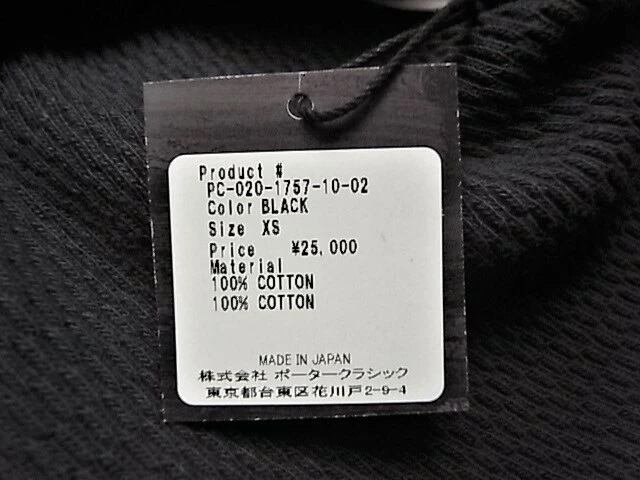 Product #
PC-020-1757-10-02
Color BLACK
Size XS
Price ¥25,000
Material
100% COTTON
100% COTTON
MADE IN JAPAN
株式会社 ポータークラシック
東京都台東区花川戸2-9-4